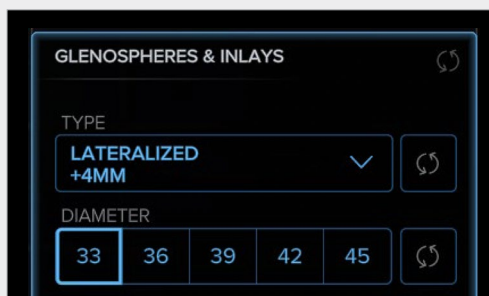 GLENOSPHERES & INLAYS
TYPE
LATERALIZED
+4MM
DIAMETER
33 36 39 42 45